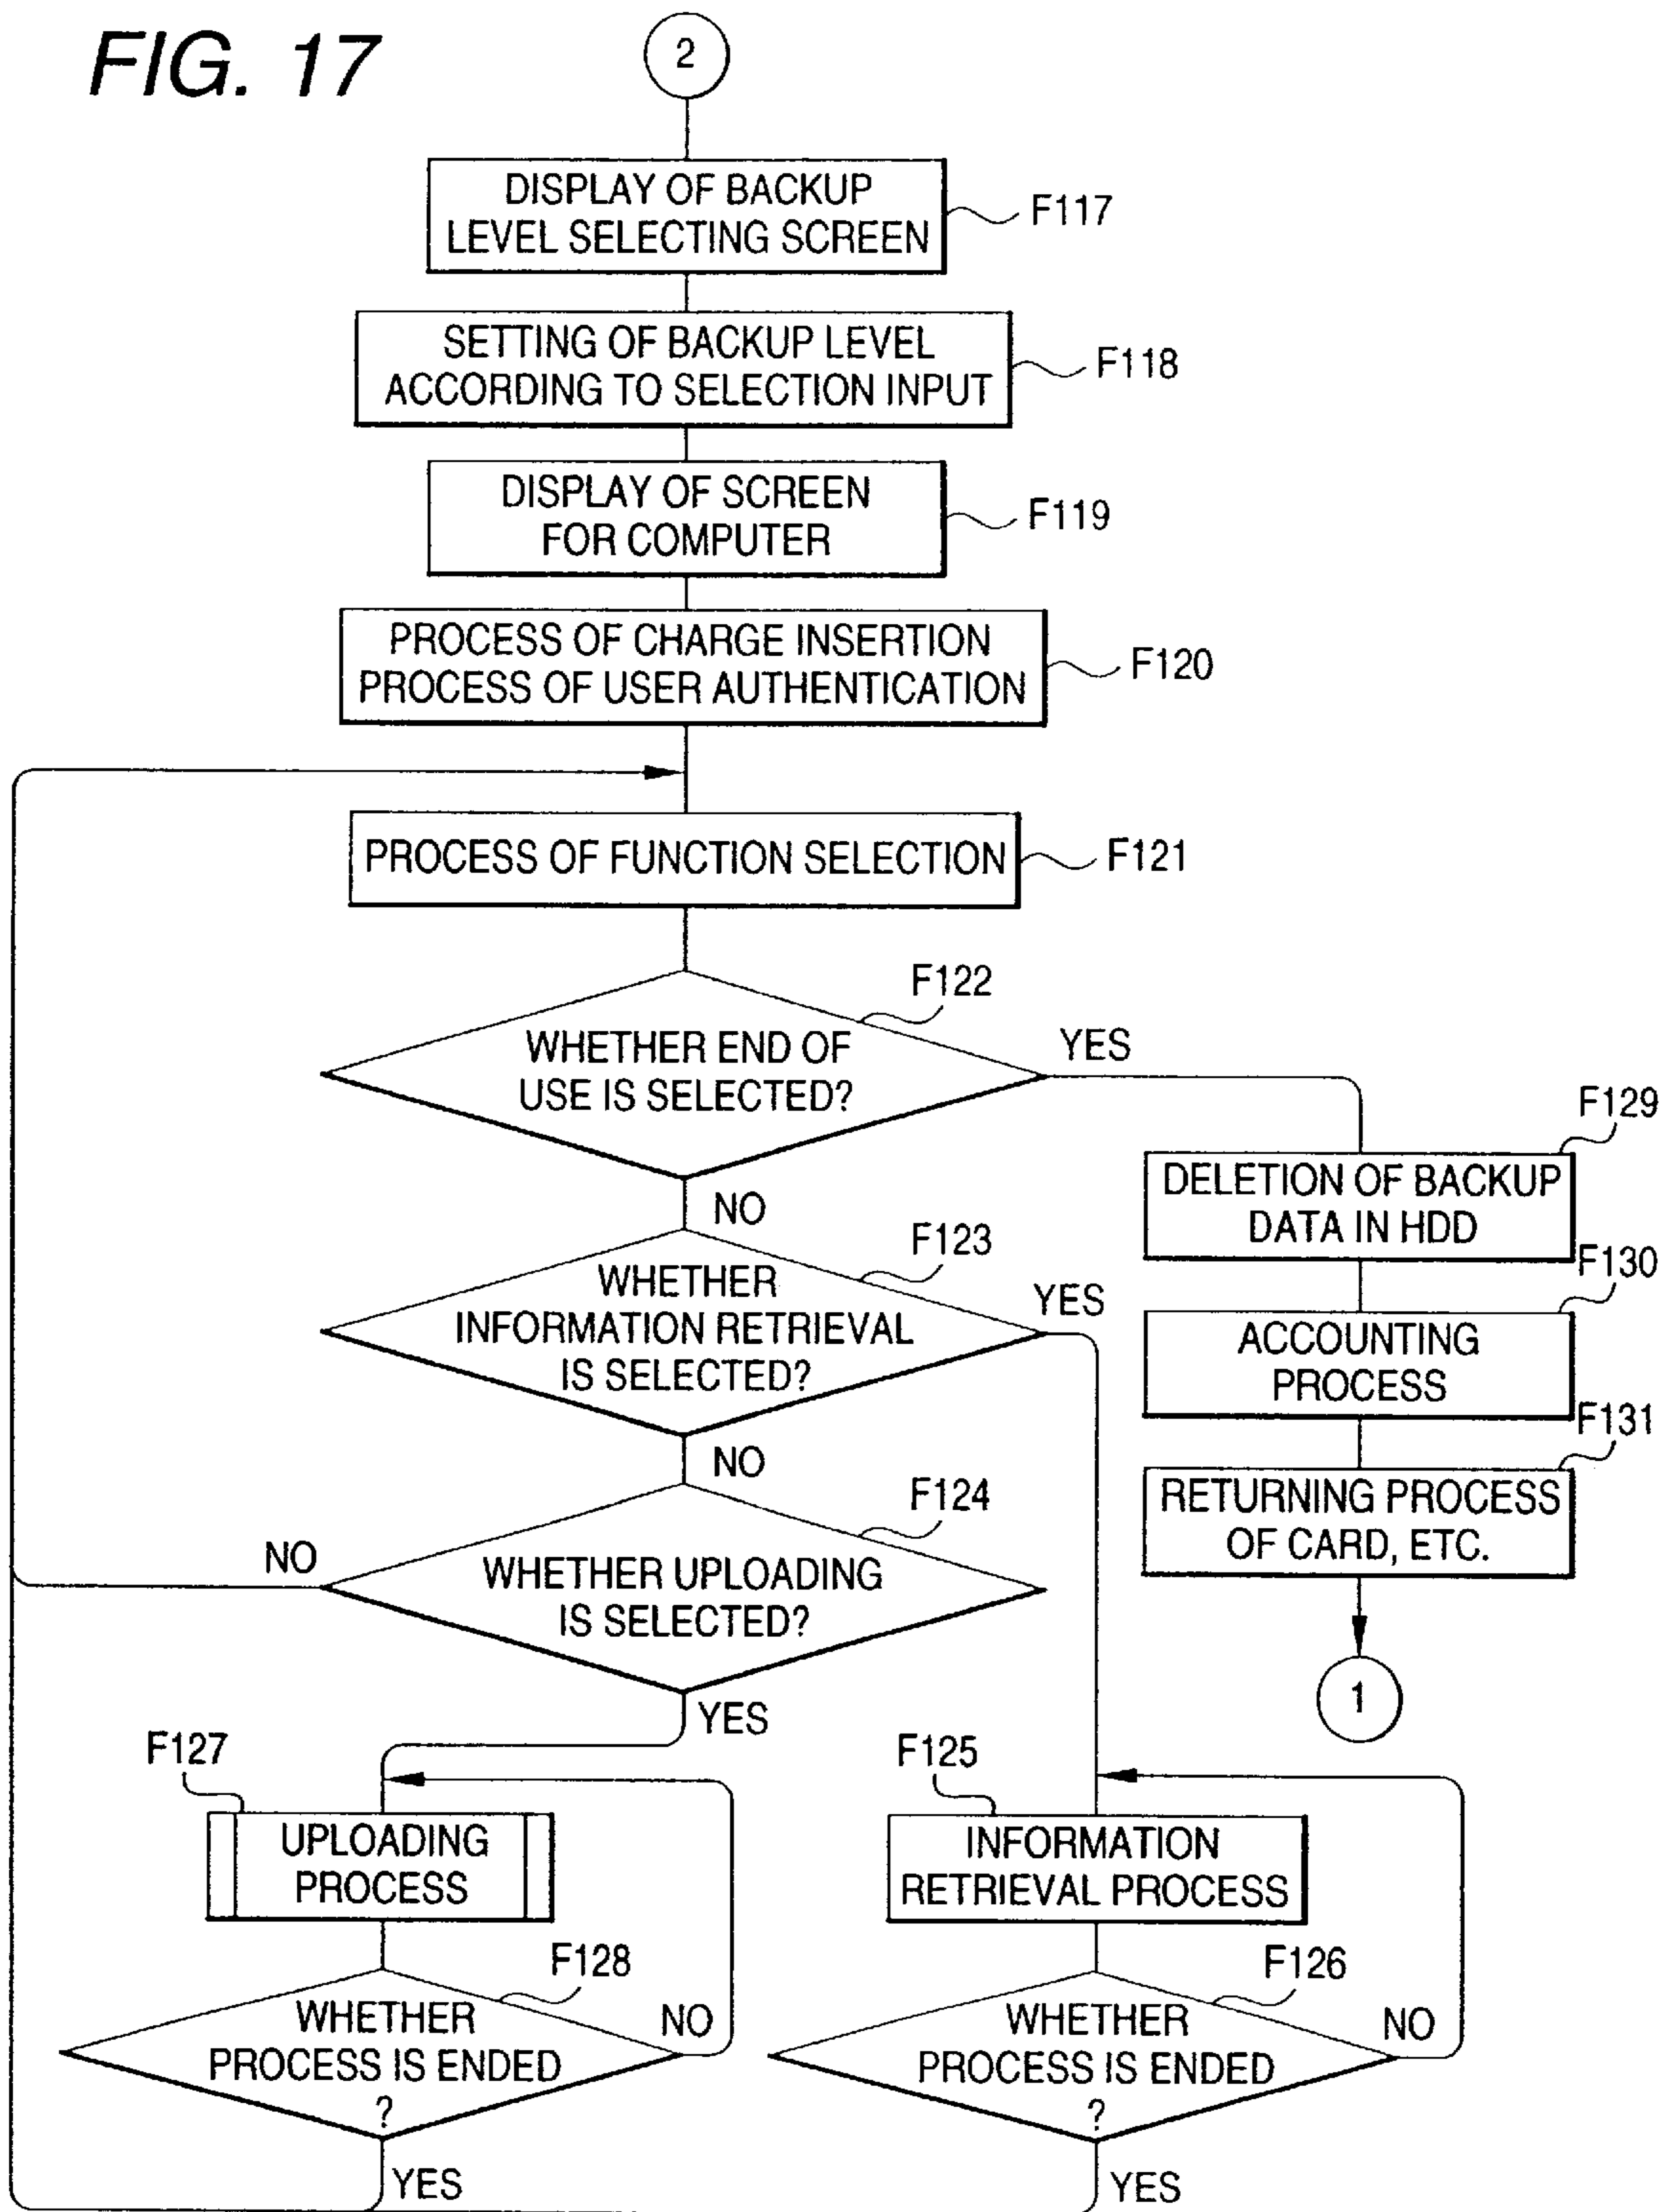 FIG. 17
2
DISPLAY OF BACKUP
LEVEL SELECTING SCREEN
F117
SETTING OF BACKUP LEVEL
ACCORDING TO SELECTION INPUT
F118
DISPLAY OF SCREEN
FOR COMPUTER
F119
PROCESS OF CHARGE INSERTION
PROCESS OF USER AUTHENTICATION
F120
PROCESS OF FUNCTION SELECTION
F121
F122
WHETHER END OF
USE IS SELECTED?
YES
NO
F129
DELETION OF BACKUP
DATA IN HDD
F123
WHETHER
INFORMATION RETRIEVAL
IS SELECTED?
YES
NO
F130
ACCOUNTING
PROCESS
F131
RETURNING PROCESS
OF CARD, ETC.
1
F124
WHETHER UPLOADING
IS SELECTED?
NO
YES
F127
UPLOADING
PROCESS
F125
INFORMATION
RETRIEVAL PROCESS
F128
WHETHER
PROCESS IS ENDED
?
NO
YES
F126
WHETHER
PROCESS IS ENDED
?
NO
YES